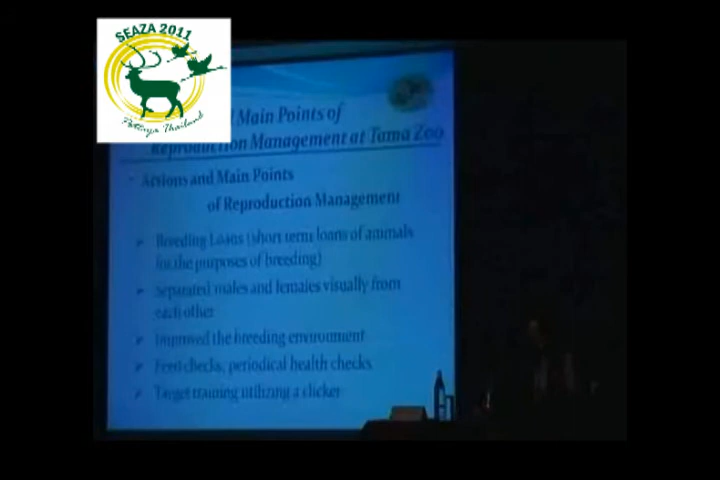 SEAZA 2011
Pattaya Thailand
Main Points of
Reproduction Management at Tama Zoo
Actions and Main Points
of Reproduction Management
Breeding Loans (short term loans of animals
for the purposes of breeding)
Separated males and females visually from
each other
Improved the breeding environment
Feed checks, periodical health checks
Target training utilizing a clicker